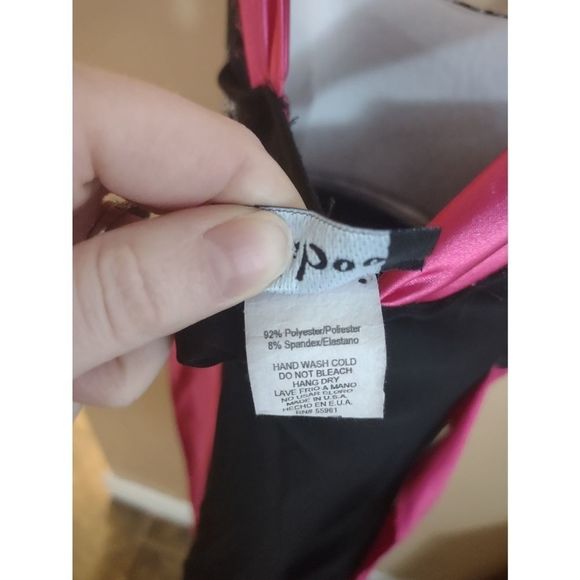 92% Polyester/Poliester
8% Spandex/Elastano
HAND WASH COLD
DO NOT BLEACH
HANG DRY
LAVE FRIO A MANO
NO USAR BLORO
MADE IN U.S.A.
HECHO EN E.U.A.
RN# 55961